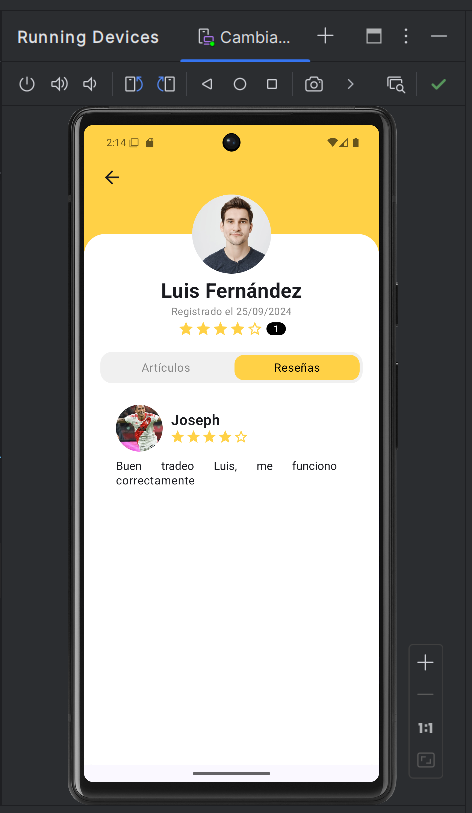 Running Devices
Cambia...
2:14
Luis Fernández
Registrado el 25/09/2024
1
Artículos
Reseñas
Joseph
Buen tradeo Luis, me funciono
correctamente
1:1